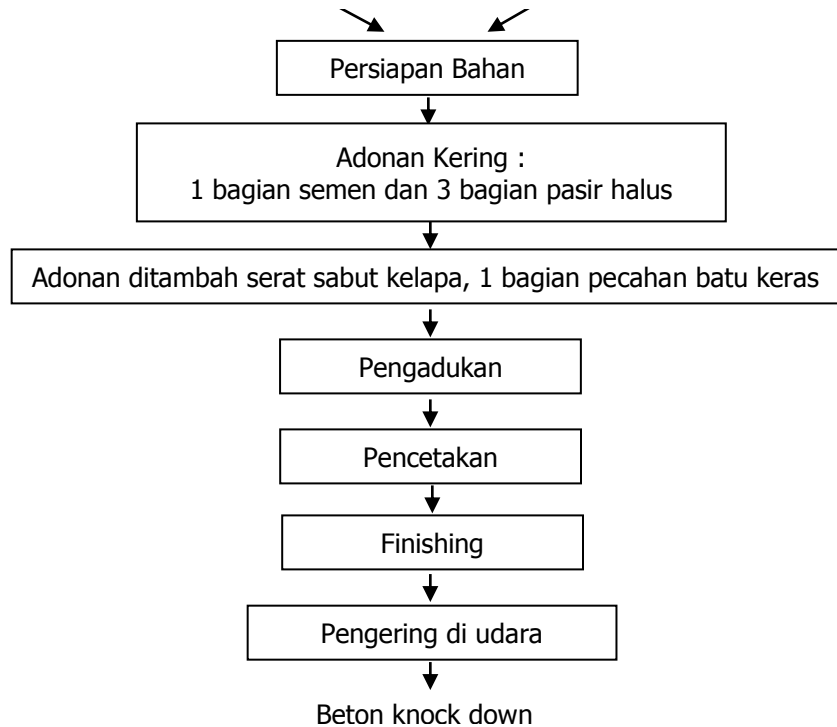 Persiapan Bahan
Adonan Kering :
1 bagian semen dan 3 bagian pasir halus
Adonan ditambah serat sabut kelapa, 1 bagian pecahan batu keras
Pengadukan
Pencetakan
Finishing
Pengering di udara
Beton knock down